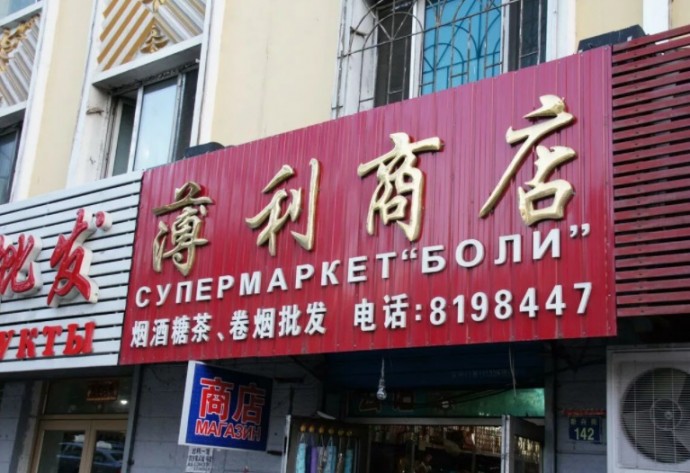 批发
УКТЫ
薄利商店
СУПЕРМАРКЕТ“БОЛИ”
烟酒糖茶、卷烟批发 电话:8198447
商店
МАГАЗИН
142